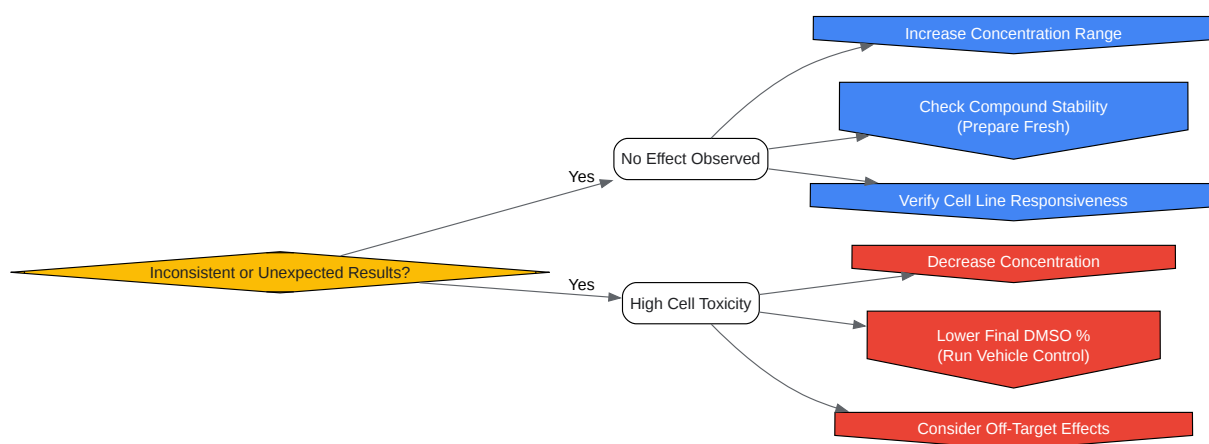 Increase Concentration Range
Check Compound Stability
(Prepare Fresh)
No Effect Observed
Yes
Verify Cell Line Responsiveness
Inconsistent or Unexpected Results?
Decrease Concentration
Yes
High Cell Toxicity
Lower Final DMSO %
(Run Vehicle Control)
Consider Off-Target Effects